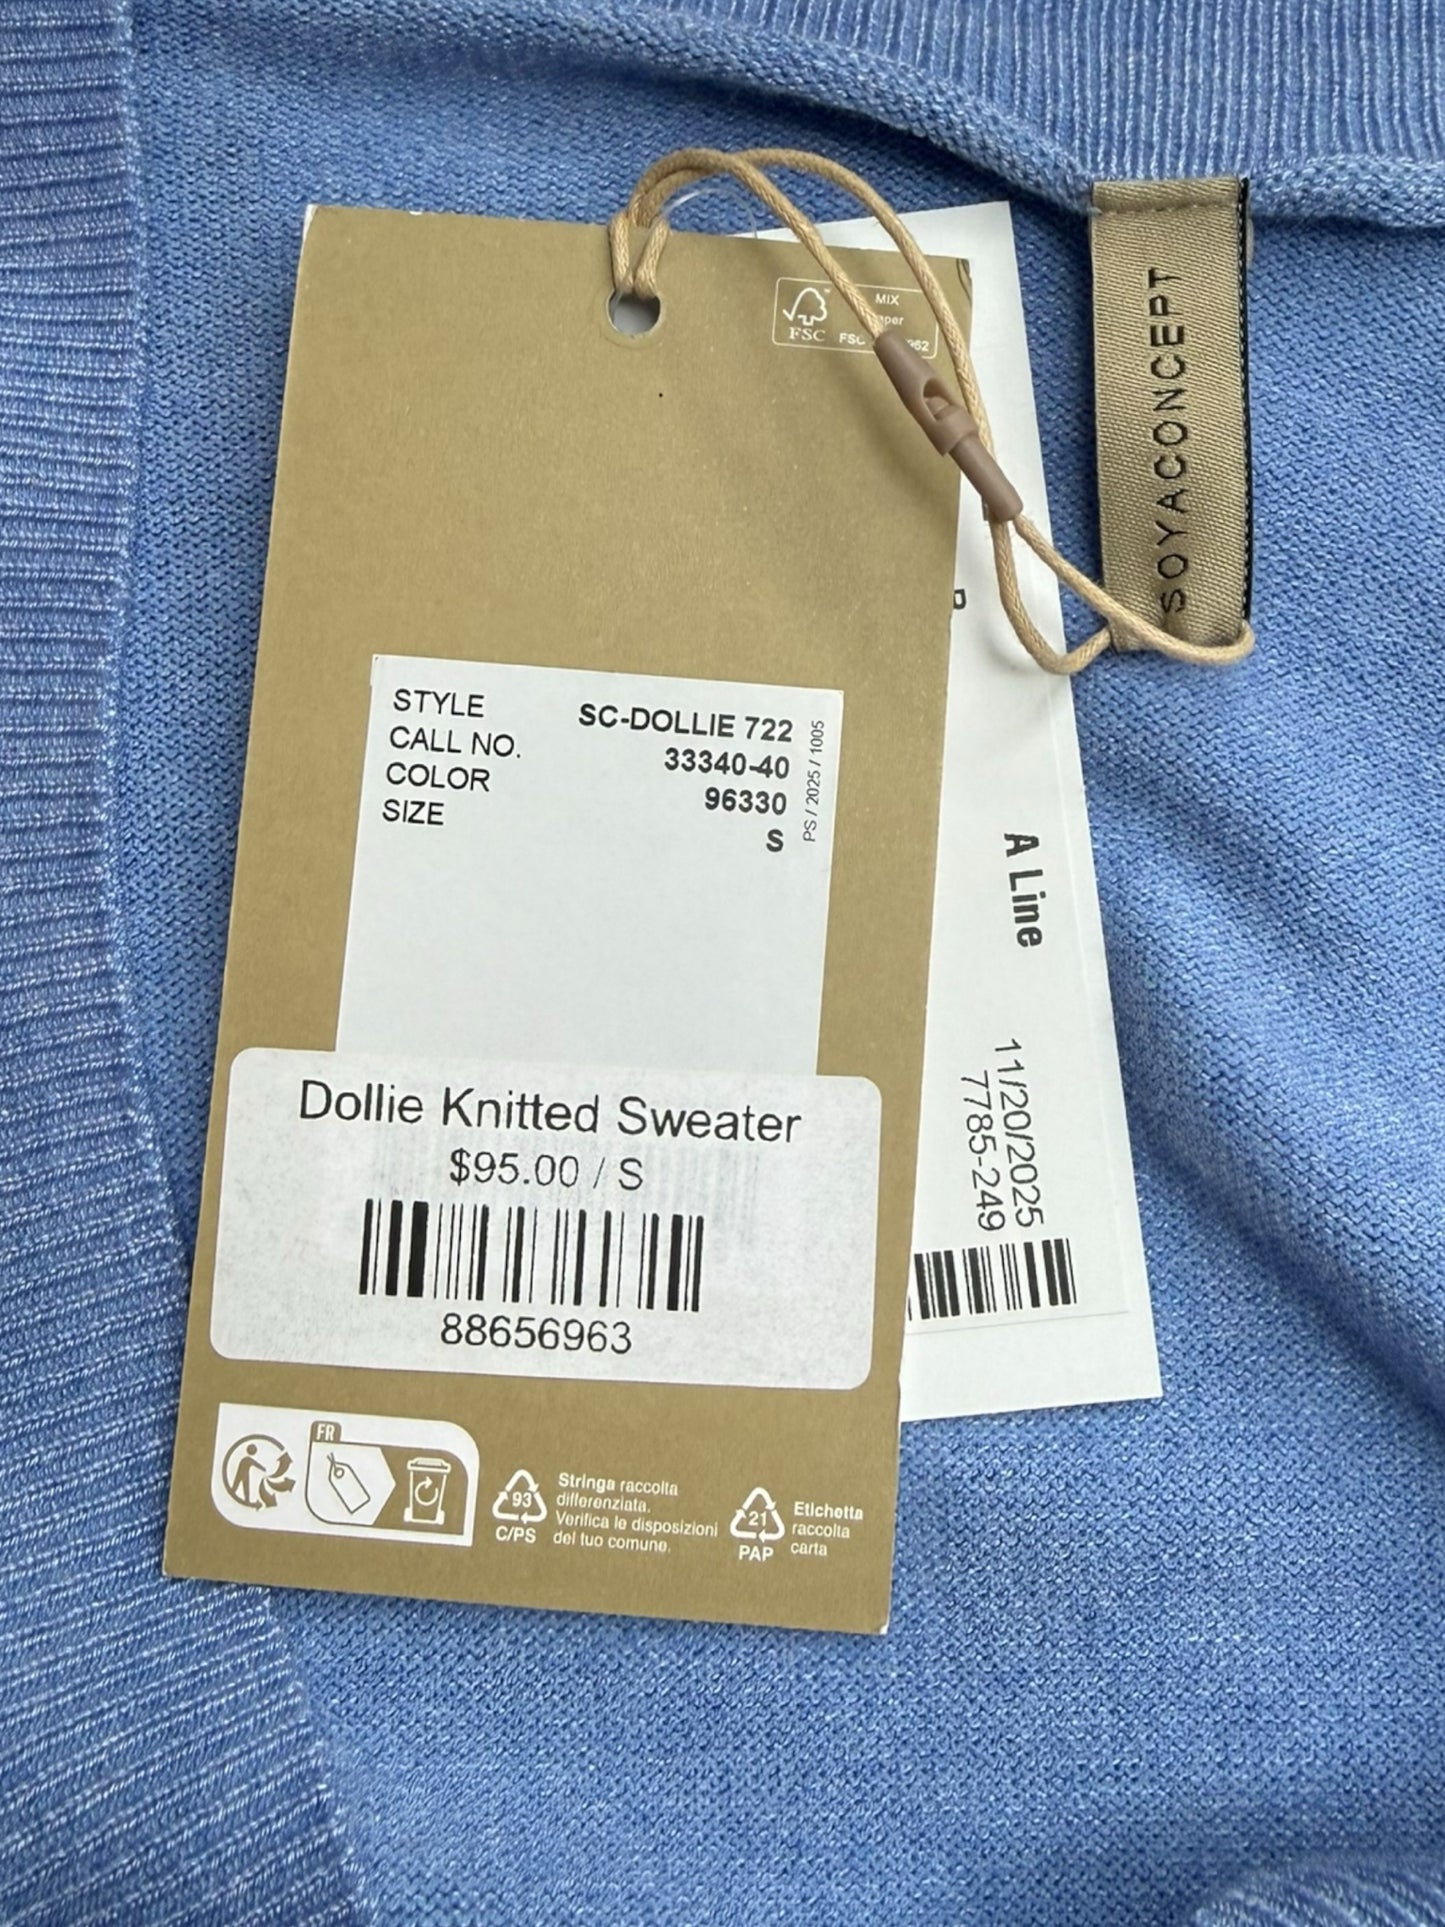 MIX
FSC
SOYACONCEPT
STYLE SC-DOLLIE 722
CALL NO. 33340-40
COLOR 96330
SIZE S
PS / 2025 / 1005
A Line
11/20/2025
7785-249
Dollie Knitted Sweater
$95.00 / S
88656963
FR
93
C/PS
Stringa raccolta
differenziata.
Verifica le disposizioni
del tuo comune.
21
PAP
Etichetta
raccolta
carta